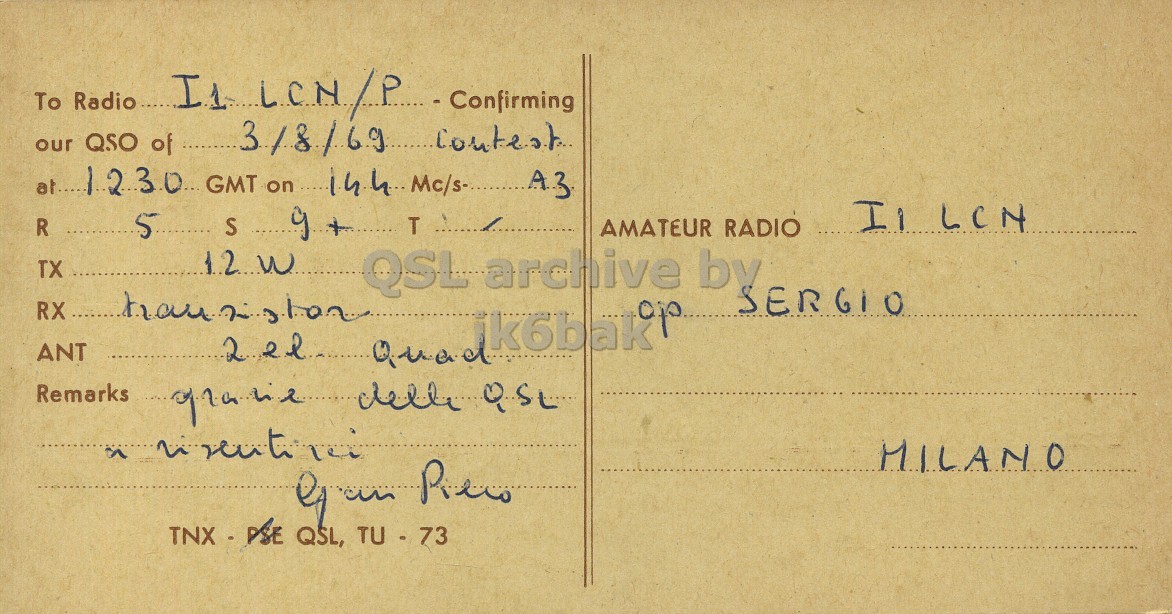 To Radio I1 LCN/P - Confirming
our QSO of 3/8/69 contest
at 1230 GMT on 144 Mc/s- A3
R 5 S 9+ T /
TX 12 W
RX transistor
ANT 2 el. Quad
Remarks grazie della QSL
a risentirci
Gian Piero
TNX - PSE QSL, TU - 73
AMATEUR RADIO I1 LCN
op SERGIO
MILANO
QSL archive by
ik6bak